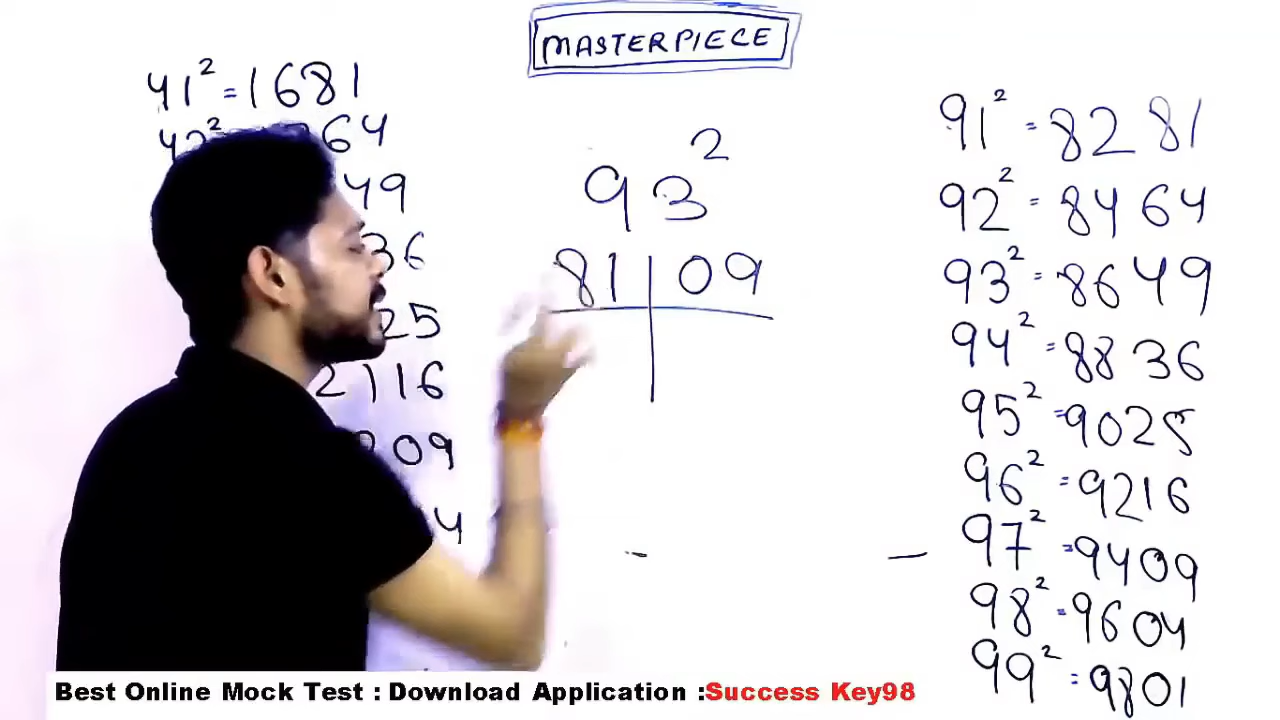 MASTERPIECE
41² = 1681
42² 64
49
36
25
2116
209
4
93²
81 | 09
91² = 8281
92² = 8464
93² = 8649
94² = 8836
95² = 9025
96² = 9216
97² = 9409
98² = 9604
99² = 9801
Best Online Mock Test : Download Application :Success Key98